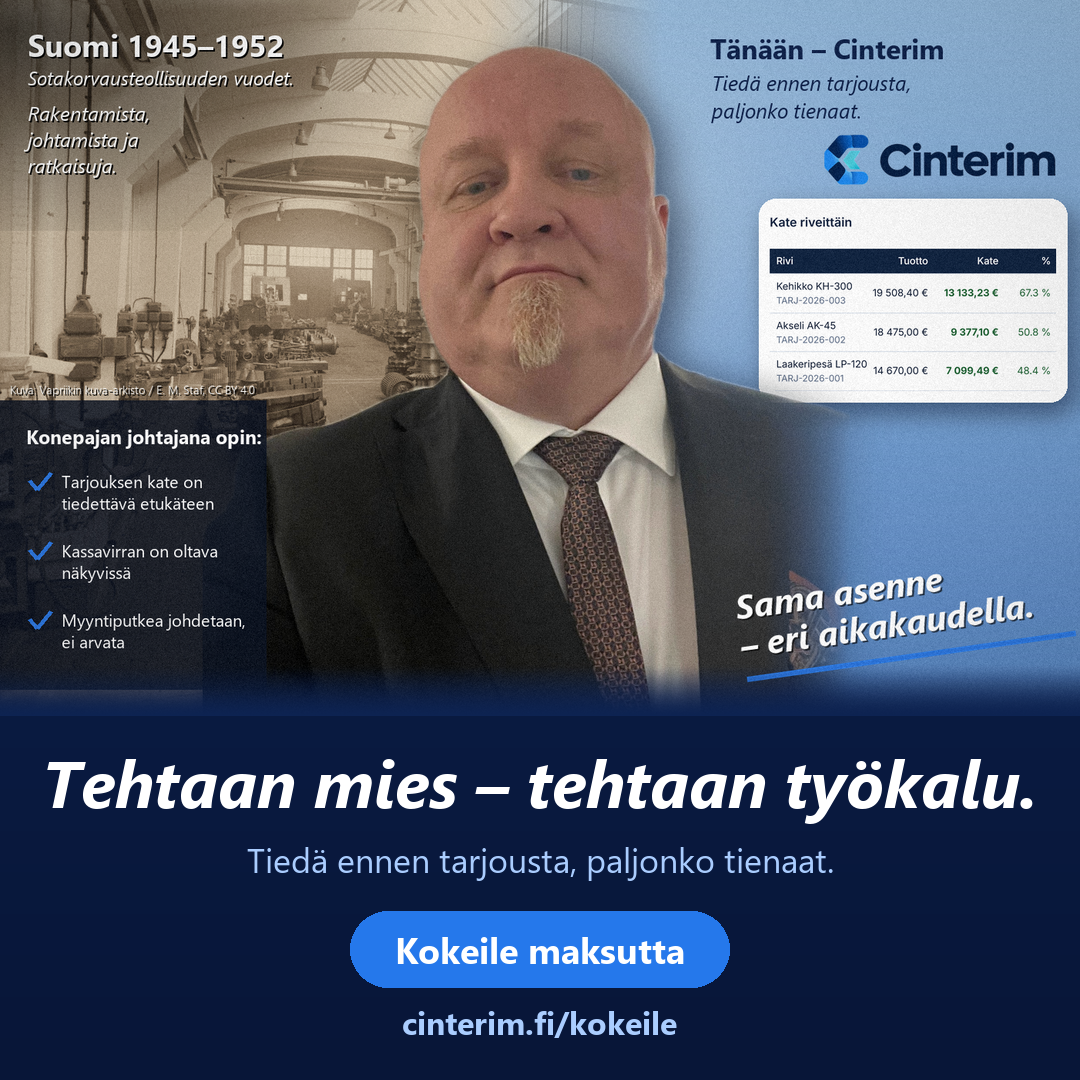 Suomi 1945–1952
Sotakorvausteollisuuden vuodet.
Rakentamista,
johtamista ja
ratkaisuja.
Kuva: Vapriikin kuva-arkisto / E. M. Staf, CC BY 4.0
Konepajan johtajana opin:
Tarjouksen kate on
tiedettävä etukäteen
Kassavirran on oltava
näkyvissä
Myyntiputkea johdetaan,
ei arvata
Tänään – Cinterim
Tiedä ennen tarjousta,
paljonko tienaat.
Cinterim
Kate riveittäin
Rivi Tuotto Kate %
Kehikko KH-300 19 508,40 € 13 133,23 € 67.3 %
TARJ-2026-003
Akseli AK-45 18 475,00 € 9 377,10 € 50.8 %
TARJ-2026-002
Laakeripesä LP-120 14 670,00 € 7 099,49 € 48.4 %
TARJ-2026-001
Sama asenne
– eri aikakaudella.
Tehtaan mies – tehtaan työkalu.
Tiedä ennen tarjousta, paljonko tienaat.
Kokeile maksutta
cinterim.fi/kokeile